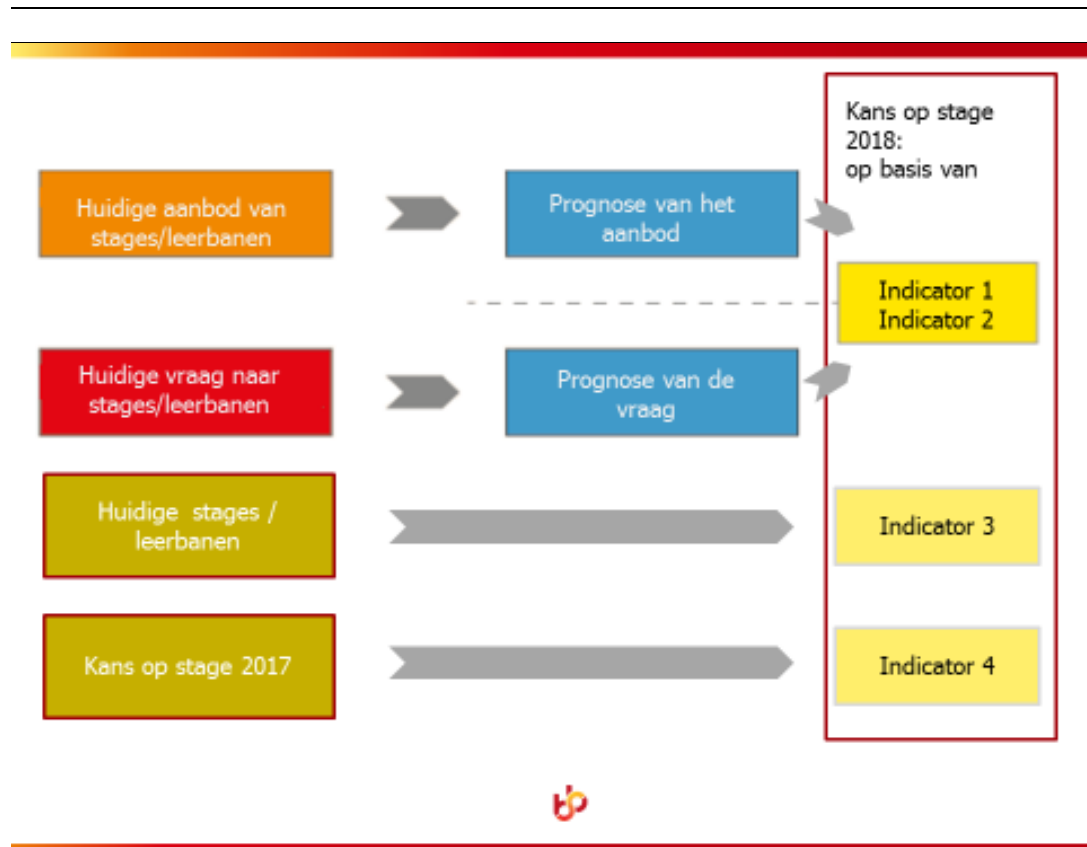 Kans op stage
2018:
op basis van
Huidige aanbod van
stages/leerbanen
Prognose van het
aanbod
Indicator 1
Indicator 2
Huidige vraag naar
stages/leerbanen
Prognose van de
vraag
Huidige stages /
leerbanen
Indicator 3
Kans op stage 2017
Indicator 4